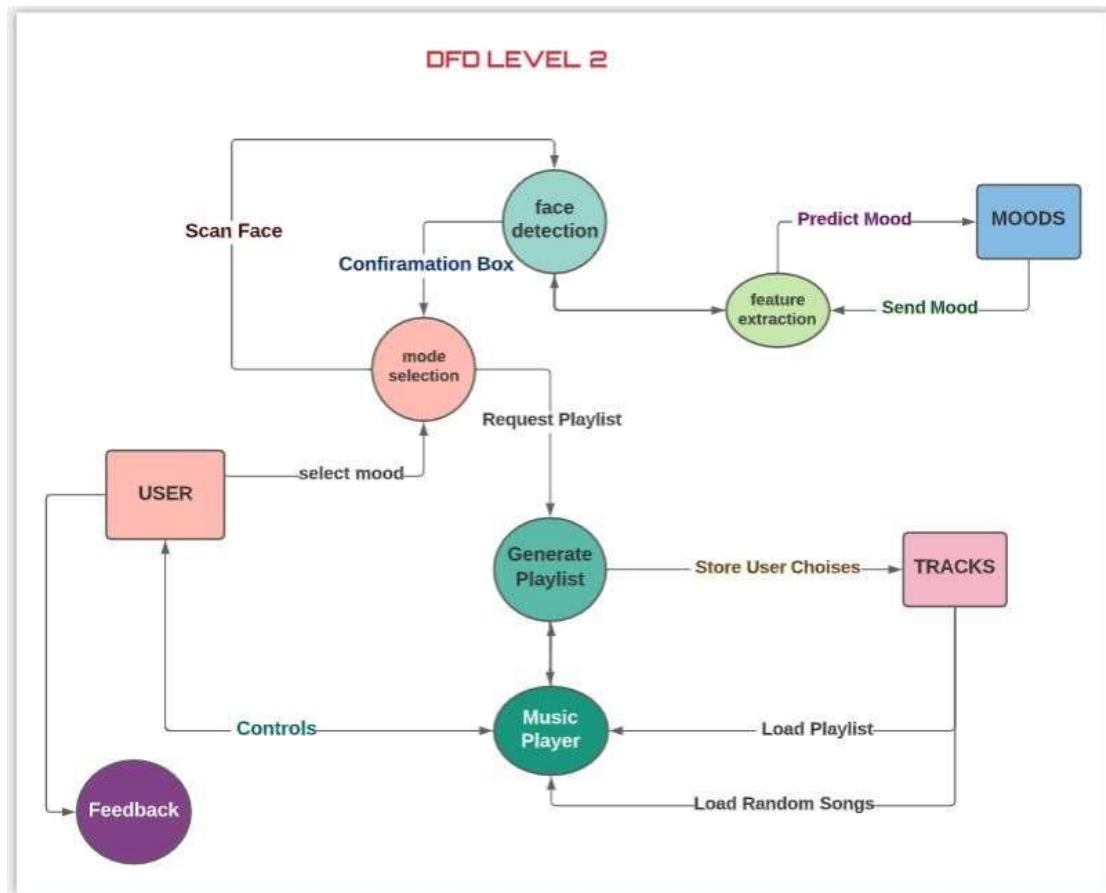 DFD LEVEL 2
face
detection
MOODS
Predict Mood
Scan Face
Confiramation Box
feature
extraction
Send Mood
mode
selection
Request Playlist
select mood
USER
Generate
Playlist
Store User Choises
TRACKS
Music
Player
Controls
Load Playlist
Load Random Songs
Feedback